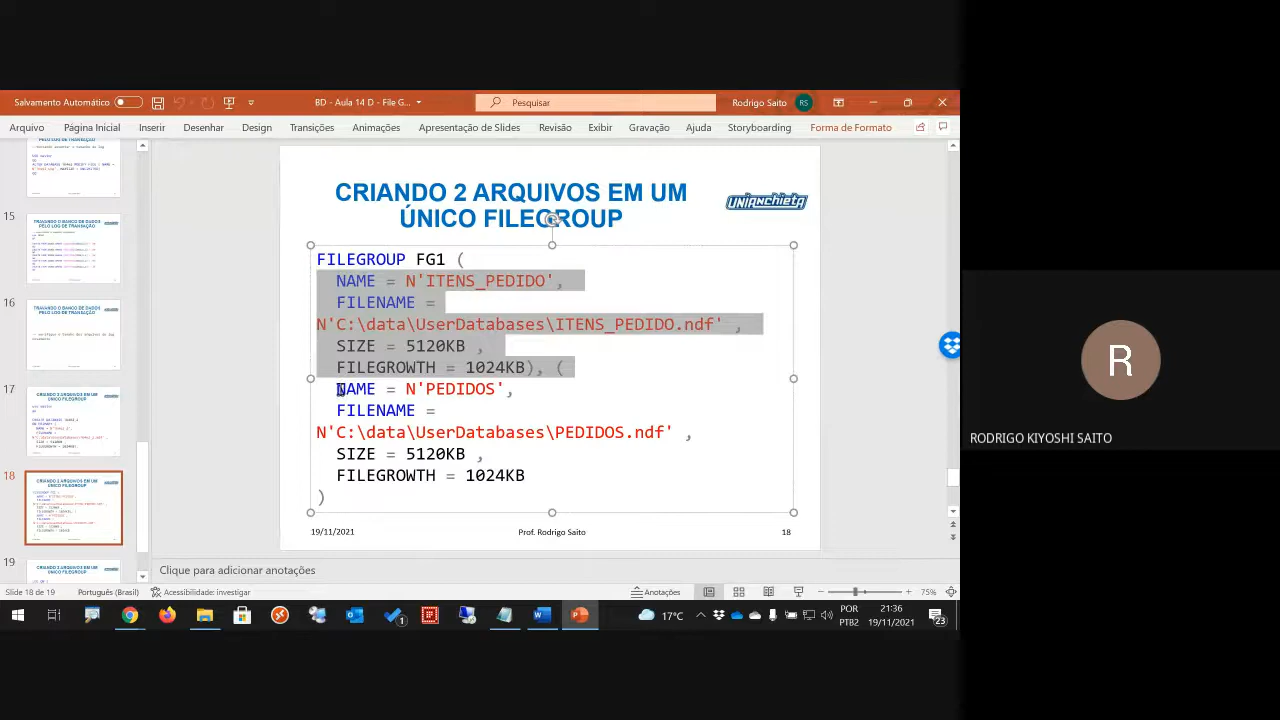 Salvamento Automático
BD - Aula 14 D - File G...
Pesquisar
Rodrigo Saito
RS
Arquivo
Página Inicial
Inserir
Desenhar
Design
Transições
Animações
Apresentação de Slides
Revisão
Exibir
Gravação
Ajuda
Storyboarding
Forma de Formato
15
16
17
18
19
CRIANDO 2 ARQUIVOS EM UM
ÚNICO FILEGROUP
UNIANCHIETA
FILEGROUP FG1 (
NAME = N'ITENS_PEDIDO',
FILENAME =
N'C:\data\UserDatabases\ITENS_PEDIDO.ndf' ,
SIZE = 5120KB ,
FILEGROWTH = 1024KB), (
NAME = N'PEDIDOS',
FILENAME =
N'C:\data\UserDatabases\PEDIDOS.ndf' ,
SIZE = 5120KB ,
FILEGROWTH = 1024KB
)
19/11/2021
Prof. Rodrigo Saito
18
Clique para adicionar anotações
Slide 18 de 19
Português (Brasil)
Acessibilidade: investigar
Anotações
75%
17°C
POR
PTB2
21:36
19/11/2021
23
R
RODRIGO KIYOSHI SAITO